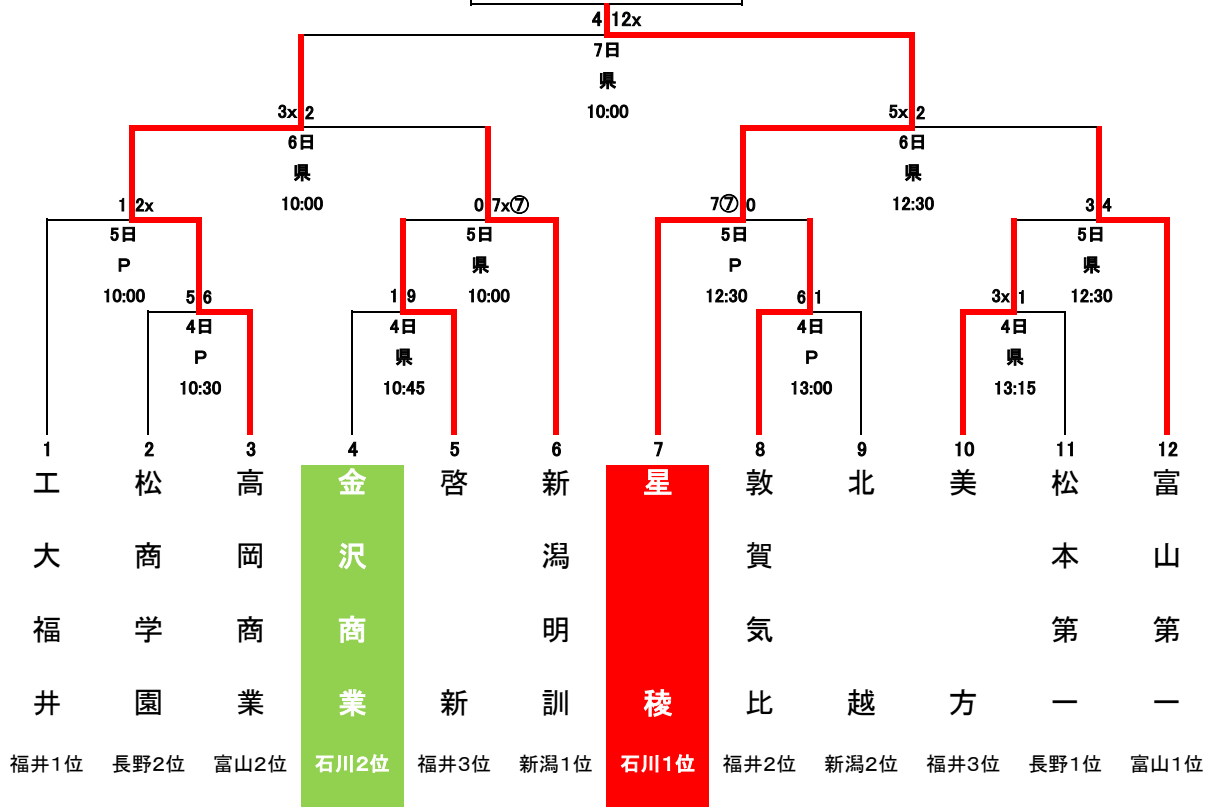 4 12x
7日
県
10:00
3x 2
6日
県
10:00
5x 2
6日
県
12:30
1 2x
5日
P
10:00
0 7x⑦
5日
県
10:00
7⑦ 0
5日
P
12:30
3 4
5日
県
12:30
5 6
4日
P
10:30
1 9
4日
県
10:45
6 1
4日
P
13:00
3x 1
4日
県
13:15
1 2 3 4 5 6 7 8 9 10 11 12
工大福井
松商学園
高岡商業
金沢商業
啓新
新潟明訓
星稜
敦賀気比
北越
美方
松本第一
富山第一
福井1位 長野2位 富山2位 石川2位 福井3位 新潟1位 石川1位 福井2位 新潟2位 福井3位 長野1位 富山1位